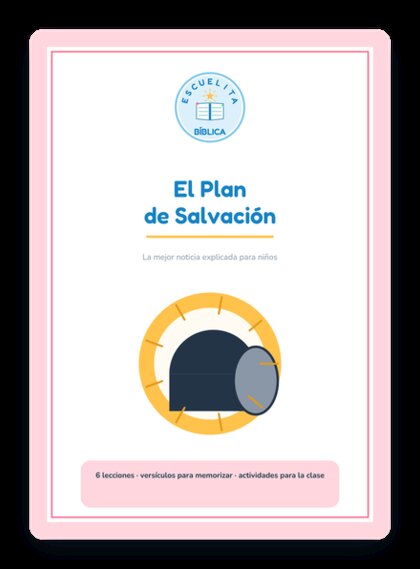 ESCUELITA
BÍBLICA
El Plan
de Salvación
La mejor noticia explicada para niños
6 lecciones · versículos para memorizar · actividades para la clase